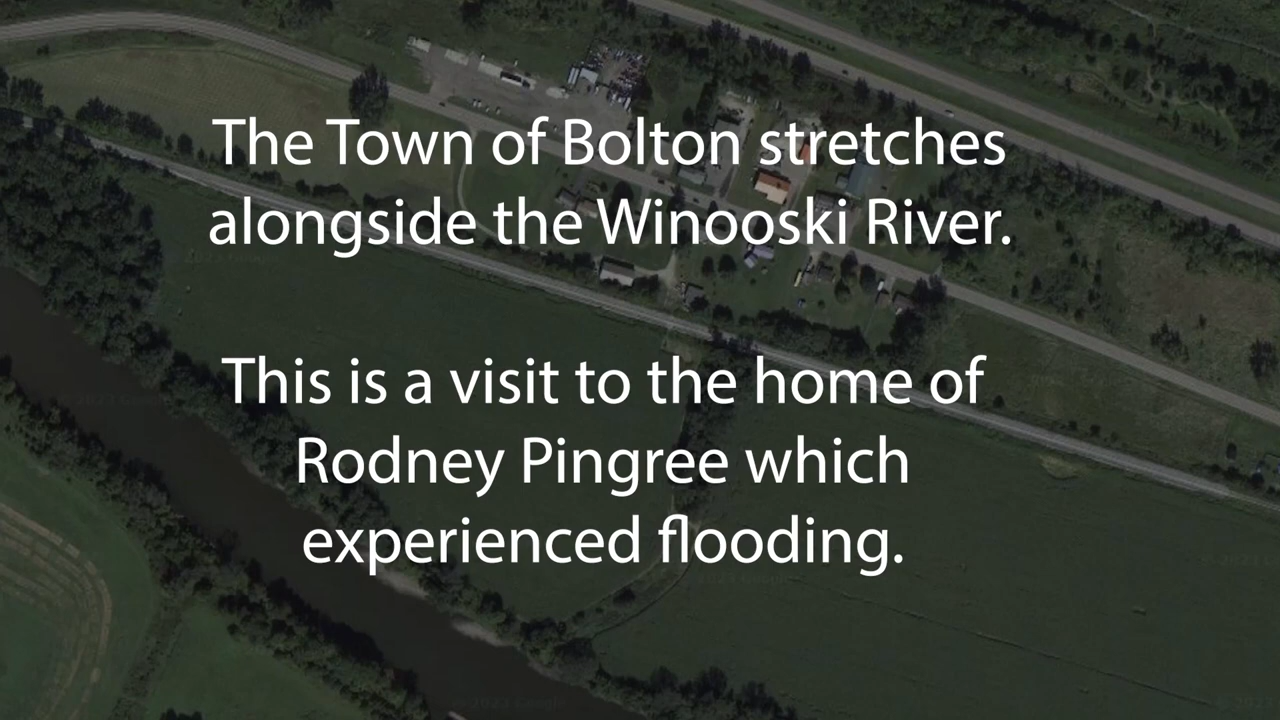 The Town of Bolton stretches
alongside the Winooski River.
This is a visit to the home of
Rodney Pingree which
experienced flooding.